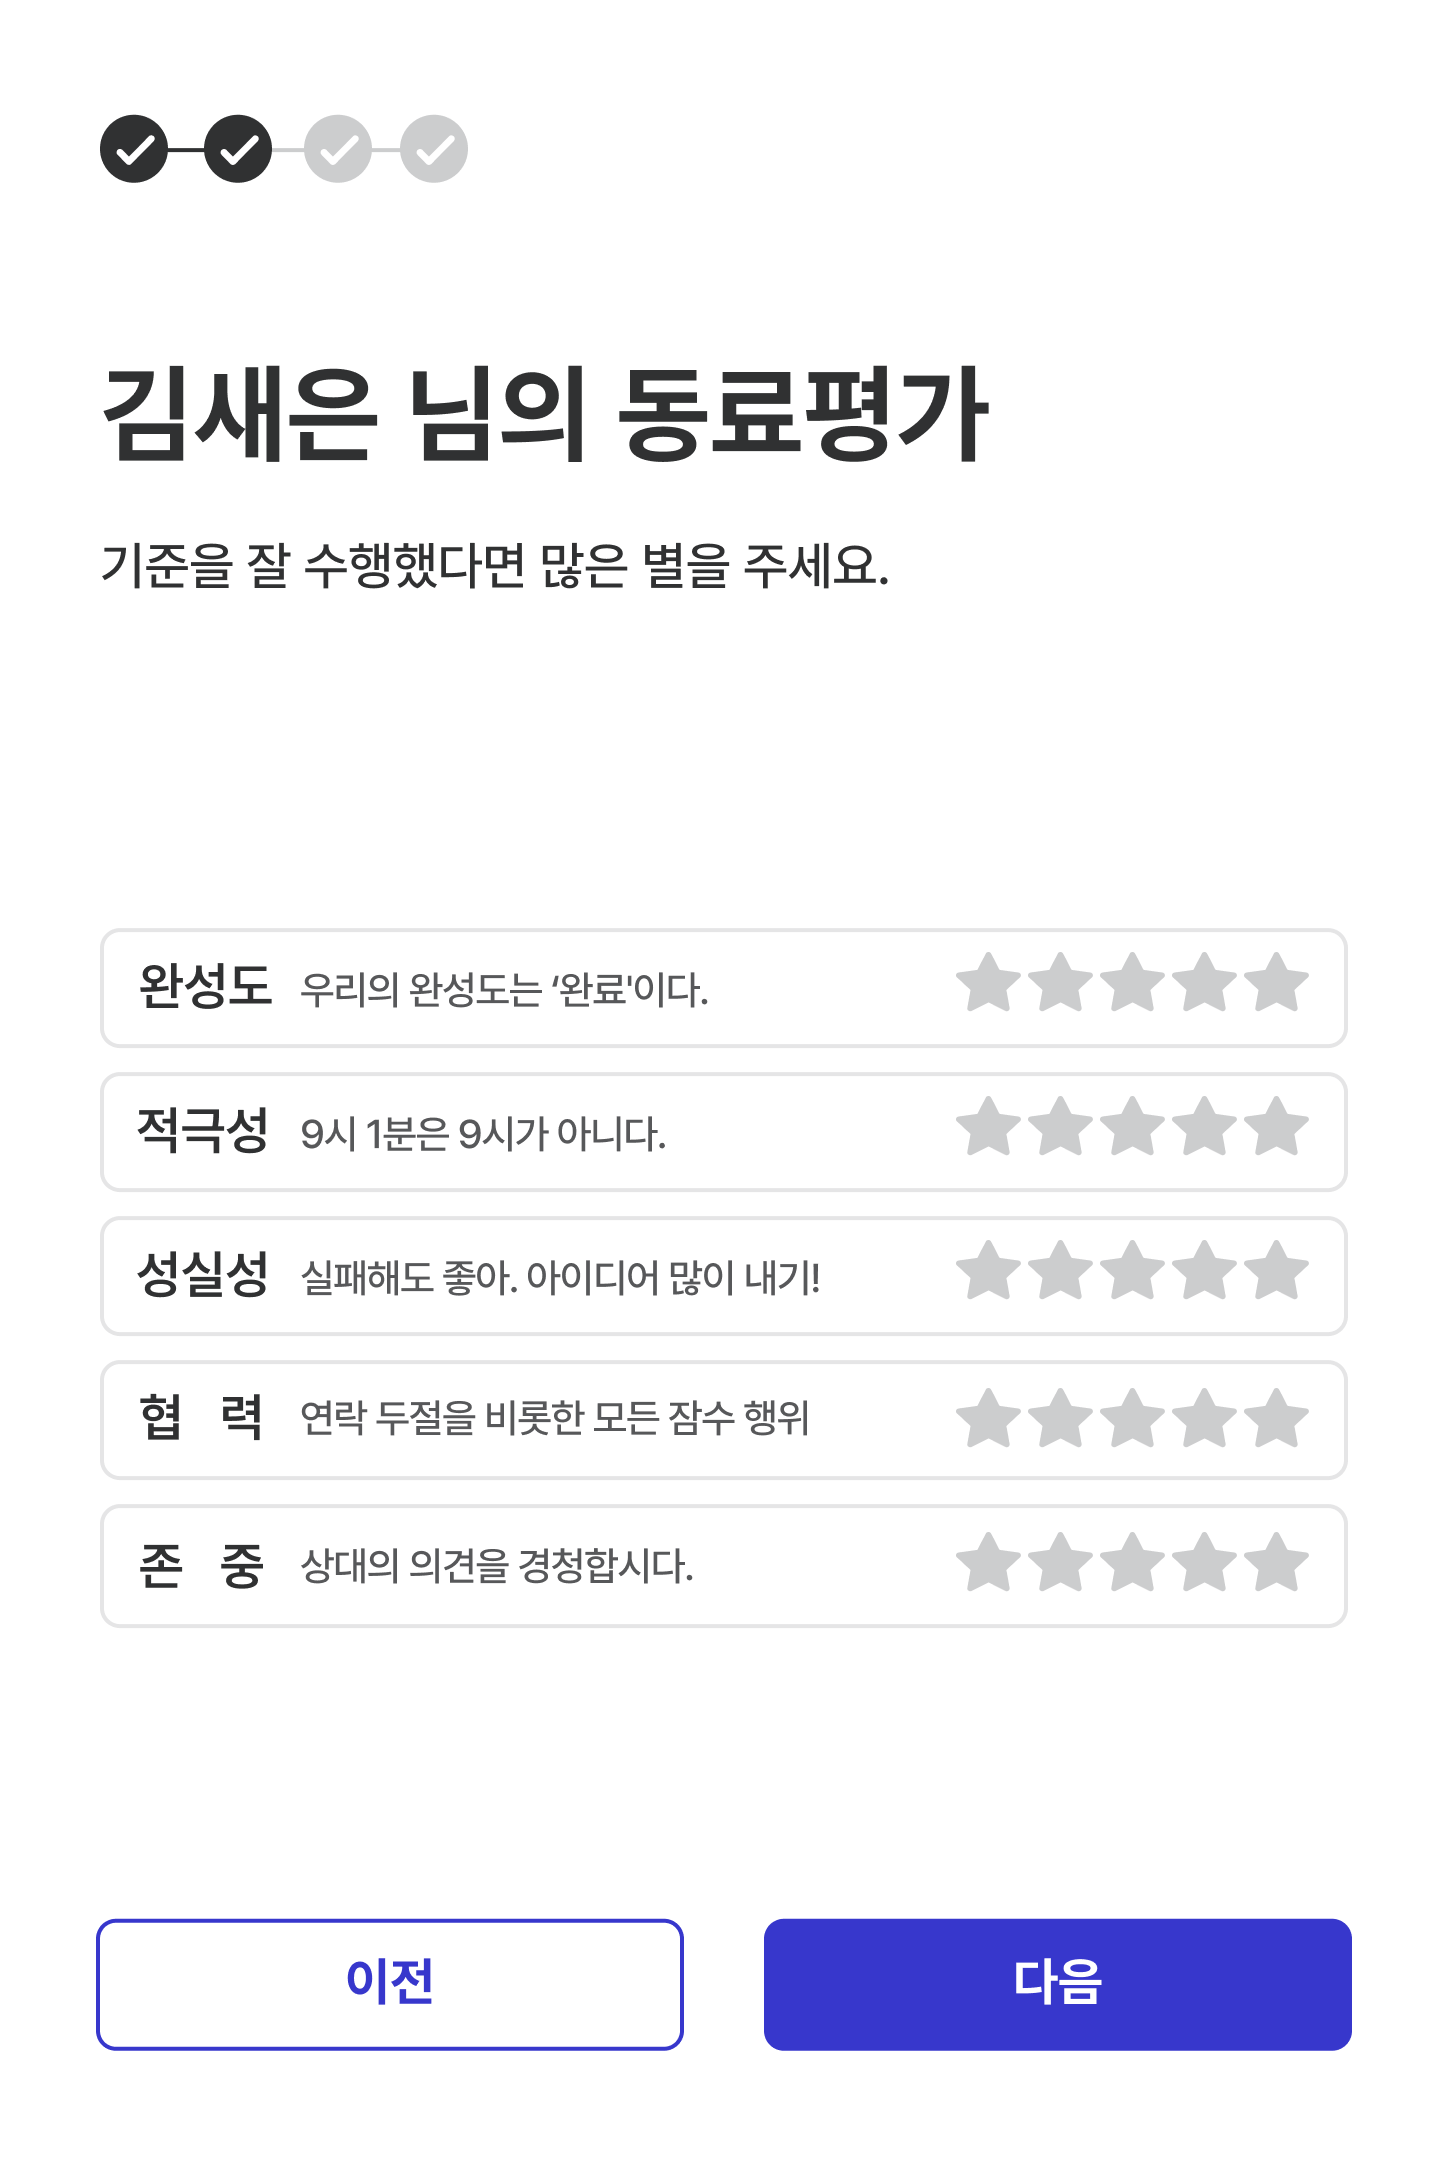 김새은 님의 동료평가
기준을 잘 수행했다면 많은 별을 주세요.
완성도 우리의 완성도는 ‘완료'이다.
적극성 9시 1분은 9시가 아니다.
성실성 실패해도 좋아. 아이디어 많이 내기!
협 력 연락 두절을 비롯한 모든 잠수 행위
존 중 상대의 의견을 경청합시다.
이전 다음